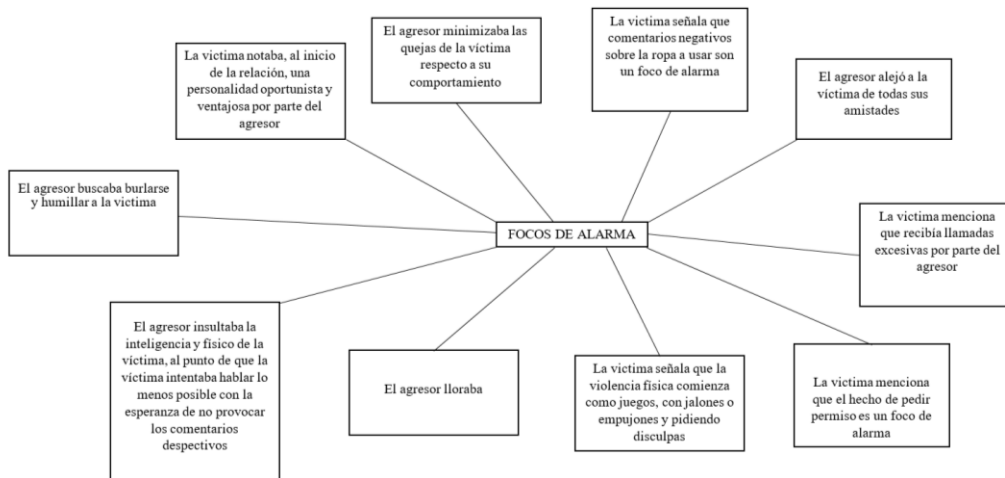 La victima notaba, al inicio de
la relación, una
personalidad oportunista y
ventajosa por parte del
agresor
El agresor minimizaba las
quejas de la víctima
respecto a su
comportamiento
La victima señala que
comentarios negativos
sobre la ropa a usar son
un foco de alarma
El agresor alejó a la
víctima de todas sus
amistades
El agresor buscaba burlarse
y humillar a la victima
FOCOS DE ALARMA
La victima menciona
que recibía llamadas
excesivas por parte del
agresor
El agresor insultaba la
inteligencia y físico de la
víctima, al punto de que la
víctima intentaba hablar lo
menos posible con la
esperanza de no provocar
los comentarios
despectivos
El agresor lloraba
La victima señala que la
violencia física comienza
como juegos, con jalones o
empujones y pidiendo
disculpas
La victima menciona
que el hecho de pedir
permiso es un foco de
alarma